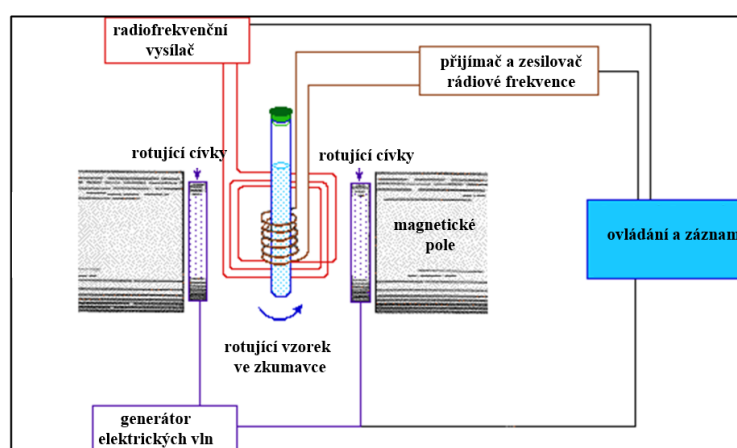 radiofrekvenční
vysílač
přijímač a zesilovač
rádiové frekvence
rotující cívky
rotující cívky
magnetické
pole
ovládání a záznam
rotující vzorek
ve zkumavce
generátor
elektrických vln